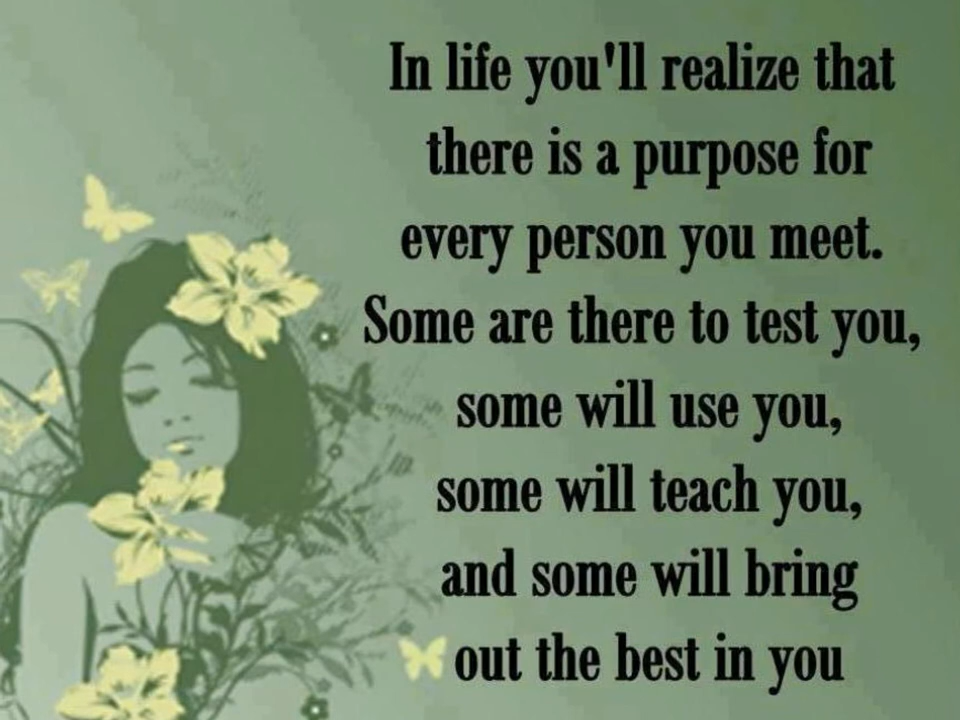 In life you'll realize that
there is a purpose for
every person you meet.
Some are there to test you,
some will use you,
some will teach you,
and some will bring
out the best in you